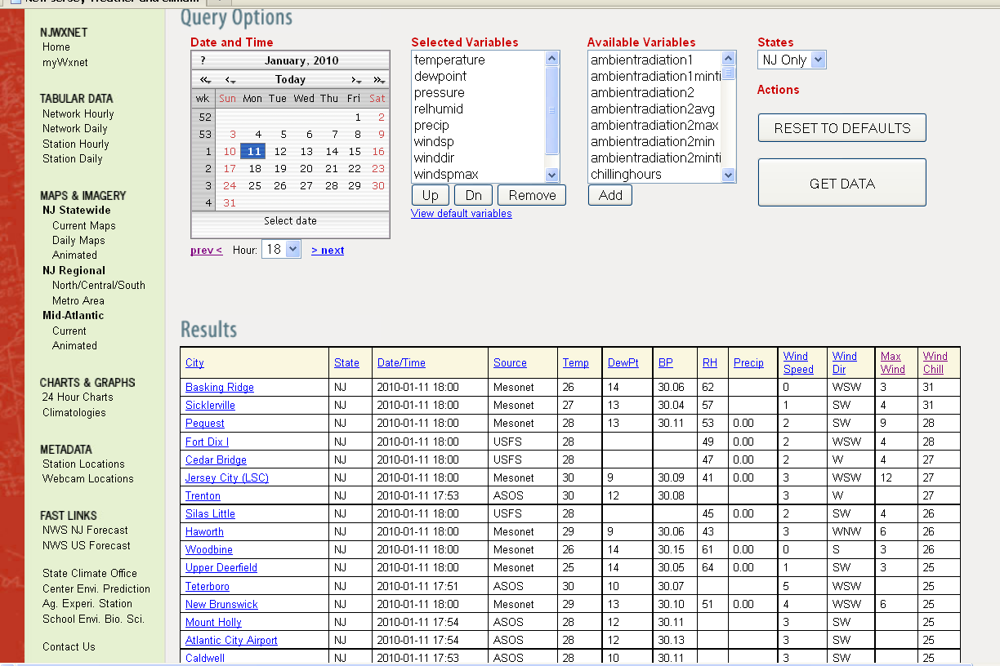 New Jersey Weather and Climate
NJWXNET
Home
myWxnet
TABULAR DATA
Network Hourly
Network Daily
Station Hourly
Station Daily
MAPS & IMAGERY
NJ Statewide
Current Maps
Daily Maps
Animated
NJ Regional
North/Central/South
Metro Area
Mid-Atlantic
Current
Animated
CHARTS & GRAPHS
24 Hour Charts
Climatologies
METADATA
Station Locations
Webcam Locations
FAST LINKS
NWS NJ Forecast
NWS US Forecast
State Climate Office
Center Envi. Prediction
Ag. Experi. Station
School Envi. Bio. Sci.
Contact Us
Query Options
Date and Time
? January, 2010
« ‹ Today › »
wk Sun Mon Tue Wed Thu Fri Sat
52 1 2
53 3 4 5 6 7 8 9
1 10 11 12 13 14 15 16
2 17 18 19 20 21 22 23
3 24 25 26 27 28 29 30
4 31
Select date
prev < Hour: 18 > next
Selected Variables
temperature
dewpoint
pressure
relhumid
precip
windsp
winddir
windspmax
Up Dn Remove
View default variables
Available Variables
ambientradiation1
ambientradiation1minti
ambientradiation2
ambientradiation2avg
ambientradiation2max
ambientradiation2min
ambientradiation2minti
chillinghours
Add
States
NJ Only
Actions
RESET TO DEFAULTS
GET DATA
Results
City State Date/Time Source Temp DewPt BP RH Precip Wind Speed Wind Dir Max Wind Wind Chill
Basking Ridge NJ 2010-01-11 18:00 Mesonet 26 14 30.06 62 0 WSW 3 31
Sicklerville NJ 2010-01-11 18:00 Mesonet 27 13 30.04 57 1 SW 4 31
Pequest NJ 2010-01-11 18:00 Mesonet 28 13 30.11 53 0.00 2 SW 9 28
Fort Dix I NJ 2010-01-11 18:00 USFS 28 49 0.00 2 WSW 4 28
Cedar Bridge NJ 2010-01-11 18:00 USFS 28 47 0.00 2 W 4 27
Jersey City (LSC) NJ 2010-01-11 18:00 Mesonet 30 9 30.09 41 0.00 3 WSW 12 27
Trenton NJ 2010-01-11 17:53 ASOS 30 12 30.08 3 W 27
Silas Little NJ 2010-01-11 18:00 USFS 28 45 0.00 2 SW 4 26
Haworth NJ 2010-01-11 18:00 Mesonet 29 9 30.06 43 3 WNW 6 26
Woodbine NJ 2010-01-11 18:00 Mesonet 26 14 30.15 61 0.00 0 S 3 26
Upper Deerfield NJ 2010-01-11 18:00 Mesonet 25 14 30.05 64 0.00 1 SW 3 25
Teterboro NJ 2010-01-11 17:51 ASOS 30 10 30.07 5 WSW 25
New Brunswick NJ 2010-01-11 18:00 Mesonet 29 13 30.10 51 0.00 4 WSW 6 25
Mount Holly NJ 2010-01-11 17:54 ASOS 28 12 30.11 3 SW 25
Atlantic City Airport NJ 2010-01-11 17:54 ASOS 28 12 30.13 3 SW 25
Caldwell NJ 2010-01-11 17:53 ASOS 28 10 30.11 3 SW 25